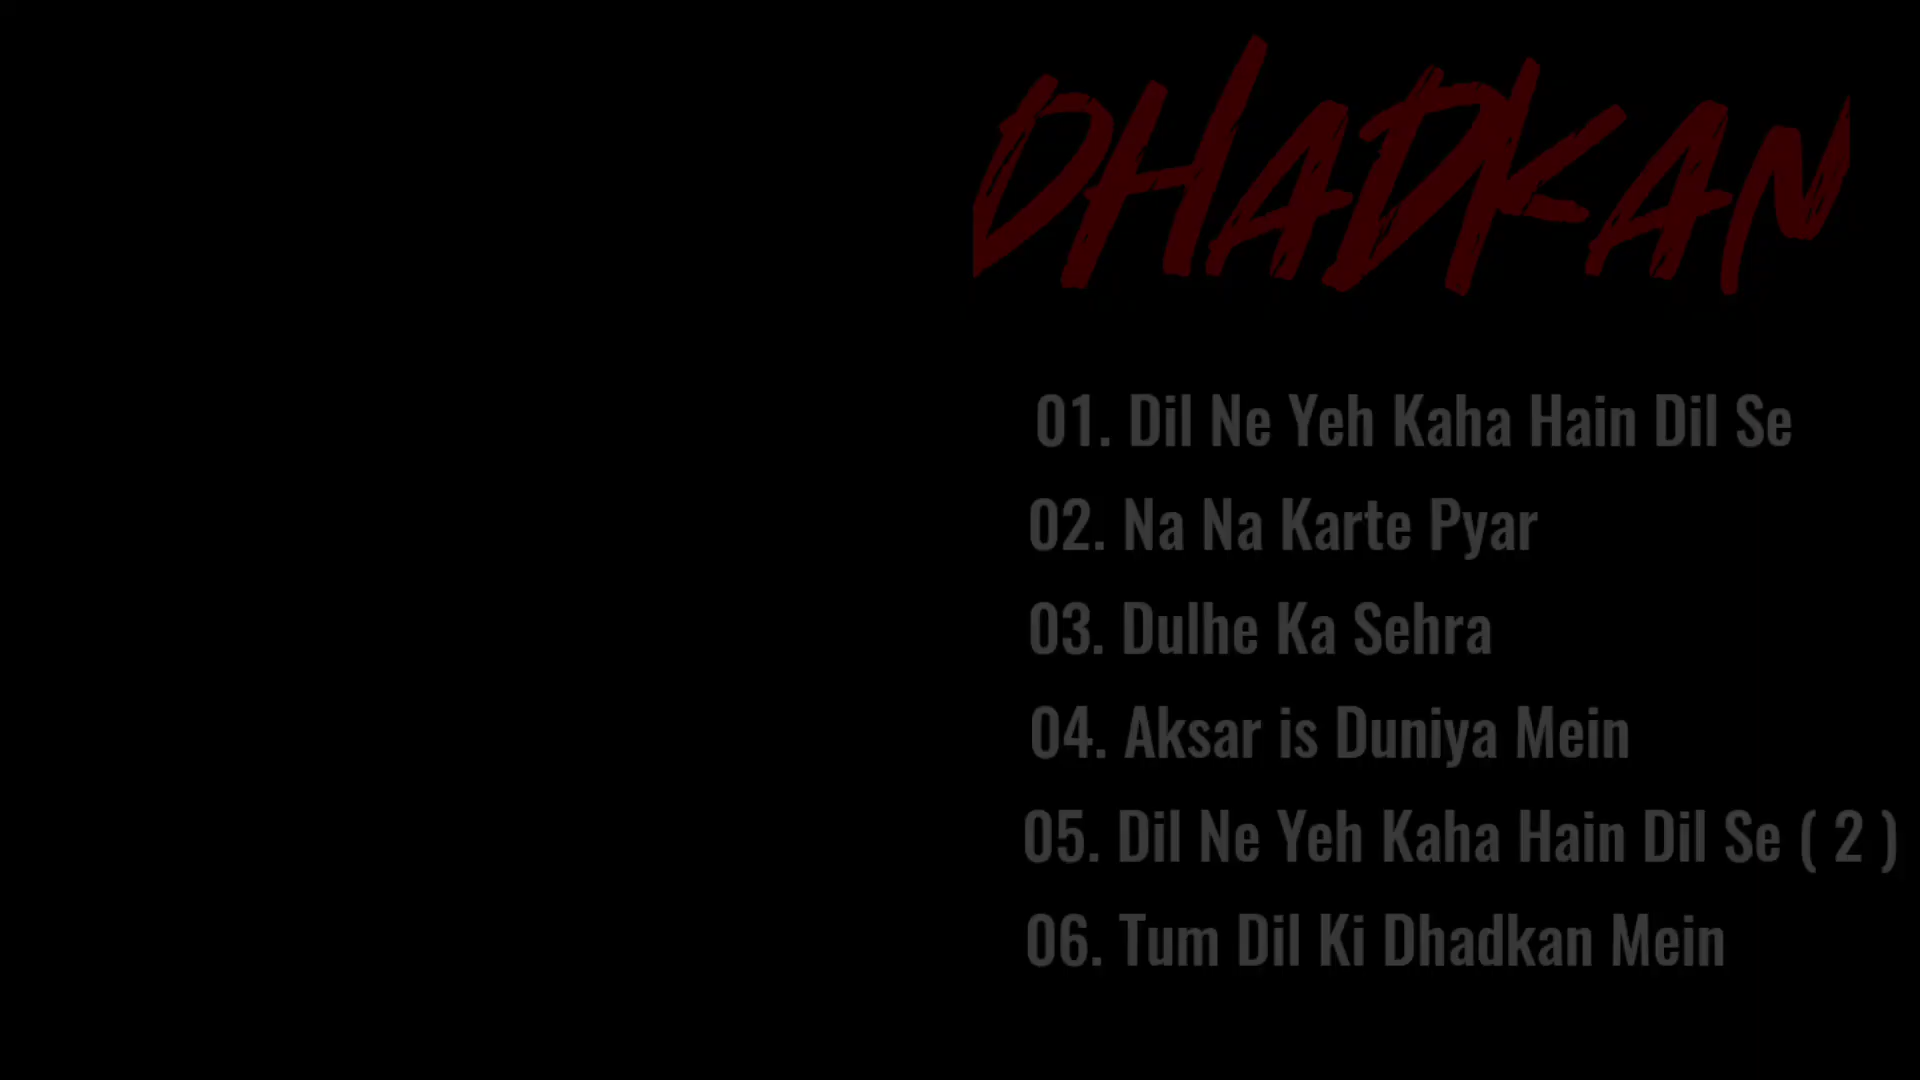 DHADKAN
01. Dil Ne Yeh Kaha Hain Dil Se
02. Na Na Karte Pyar
03. Dulhe Ka Sehra
04. Aksar is Duniya Mein
05. Dil Ne Yeh Kaha Hain Dil Se ( 2 )
06. Tum Dil Ki Dhadkan Mein